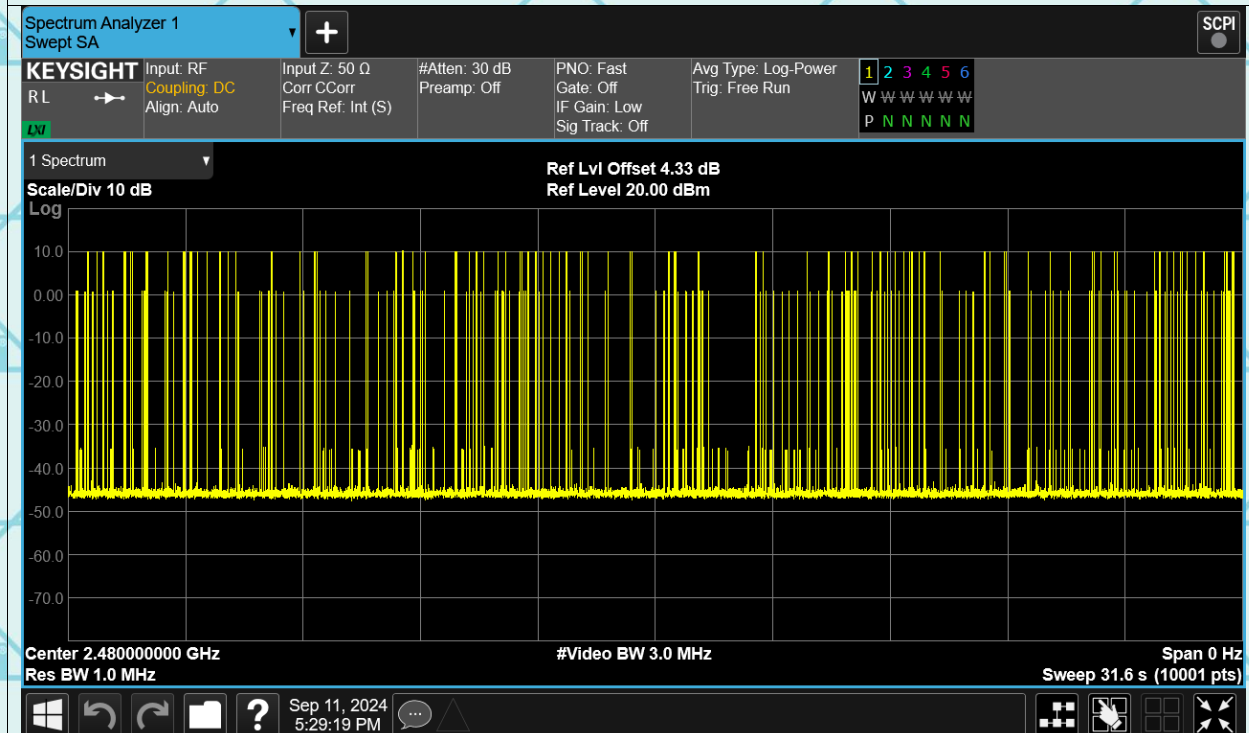 Spectrum Analyzer 1
Swept SA
SCPI
KEYSIGHT
R L
LXI
Input: RF
Coupling: DC
Align: Auto
Input Z: 50 Ω
Corr CCorr
Freq Ref: Int (S)
#Atten: 30 dB
Preamp: Off
PNO: Fast
Gate: Off
IF Gain: Low
Sig Track: Off
Avg Type: Log-Power
Trig: Free Run
1 2 3 4 5 6
W W W W W W
P N N N N N
1 Spectrum
Scale/Div 10 dB
Ref Lvl Offset 4.33 dB
Ref Level 20.00 dBm
Log
10.0
0.00
-10.0
-20.0
-30.0
-40.0
-50.0
-60.0
-70.0
Center 2.480000000 GHz
#Video BW 3.0 MHz
Span 0 Hz
Res BW 1.0 MHz
Sweep 31.6 s (10001 pts)
?
Sep 11, 2024
5:29:19 PM